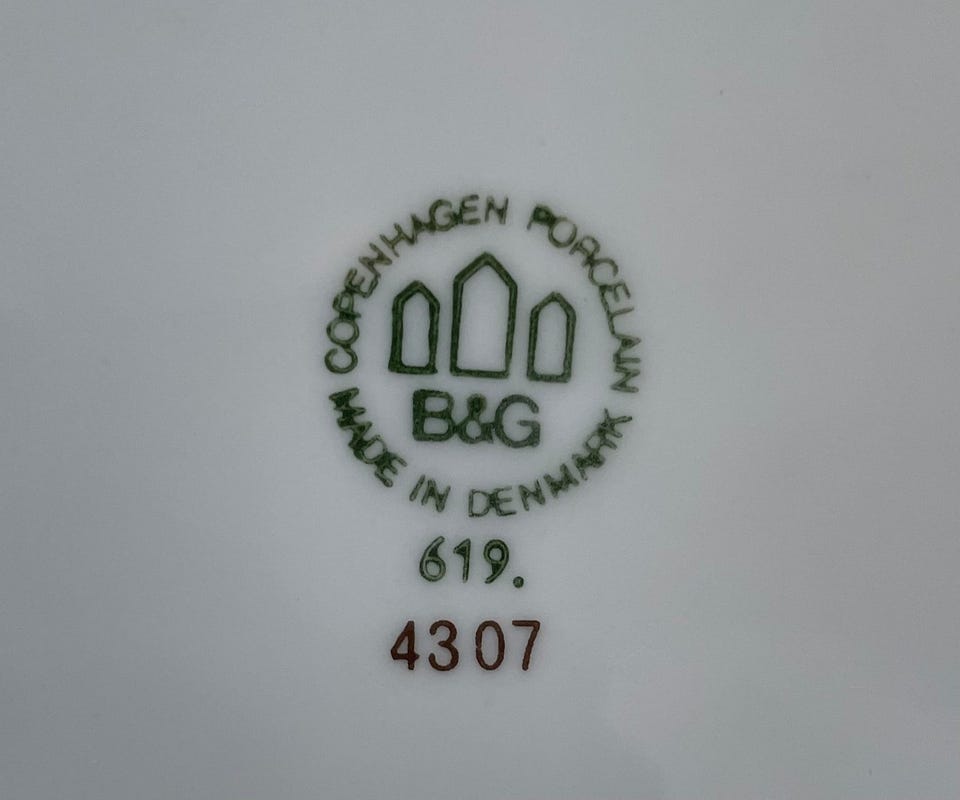 COPENHAGEN PORCELAIN
B&G
MADE IN DENMARK
619.
4307